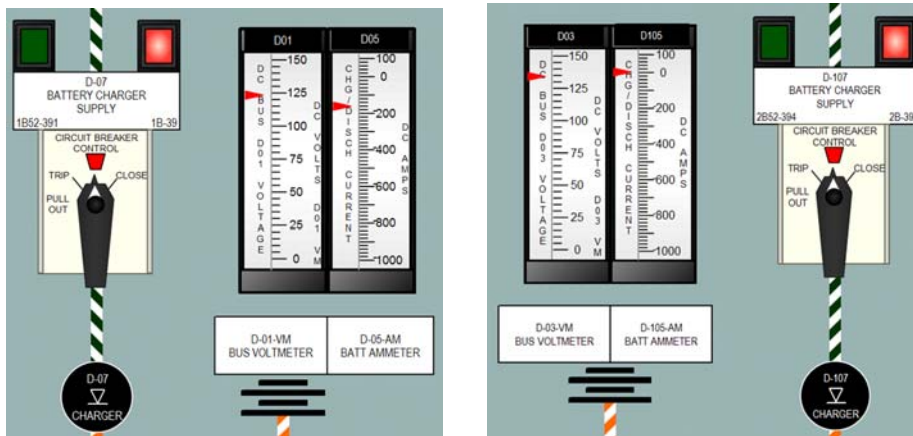 D-07
BATTERY CHARGER
SUPPLY
1B52-391 1B-39
CIRCUIT BREAKER
CONTROL
TRIP CLOSE
PULL
OUT
D-07
CHARGER
D01 D05
150
125
100
75
50
25
0
DC BUS D01 VOLTAGE
DC VOLTS D01 VM
100
0
-200
-400
-600
-800
-1000
CHG/DISCH CURRENT
DC AMPS
D-01-VM D-05-AM
BUS VOLTMETER BATT AMMETER
D03 D105
150
125
100
75
50
25
0
DC BUS D03 VOLTAGE
DC VOLTS D03 VM
100
0
-200
-400
-600
-800
-1000
CHG/DISCH CURRENT
DC AMPS
D-03-VM D-105-AM
BUS VOLTMETER BATT AMMETER
D-107
BATTERY CHARGER
SUPPLY
2B52-394 2B-39
CIRCUIT BREAKER
CONTROL
TRIP CLOSE
PULL
OUT
D-107
CHARGER